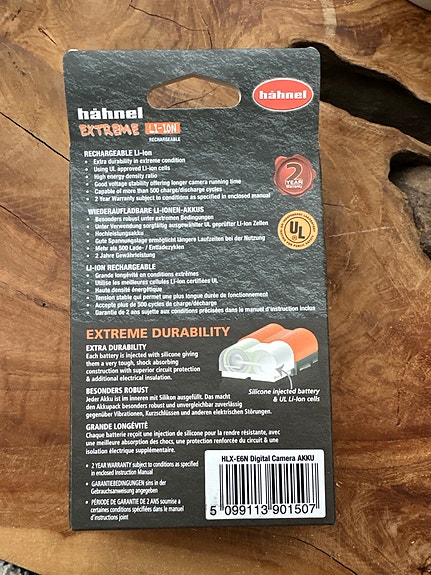 hähnel
hähnel
EXTREME LI-ION
RECHARGEABLE Li-Ion
• Extra durability in extreme condition
• Using UL approved Li-ion cells
• High energy density ratio
• Good voltage stability offering longer camera running time
• Capable of more than 500 charge/discharge cycles
• 2 Year Warranty subject to conditions as specified in enclosed manual
2
YEAR
WIEDERAUFLADBARE LI-IONEN-AKKUS
• Besonders robust unter extremen Bedingungen
• Unter Verwendung sorgfältig ausgewählter UL geprüfter Li-Ion Zellen
• Hochleistungsakku
• Gute Spannungslage ermöglicht längere Laufzeiten bei der Nutzung
• Mehr als 500 Lade- / Entladezyklen
• 2 Jahre Gewährleistung
UL
LI-ION RECHARGEABLE
• Grande longévité en conditions extrêmes
• Utilise les meilleures cellules Li-ion certifiées UL
• Haute densité énergétique
• Tension stable qui permet une plus longue durée de fonctionnement
• Accepte plus de 500 cycles de charge/décharge
• Garantie de 2 ans sujette aux conditions précisées dans le manuel d'instruction inclus
EXTREME DURABILITY
EXTRA DURABILITY
Each battery is injected with silicone giving
them a very tough, shock absorbing
construction with superior circuit protection
& additional electrical insulation.
Silicone injected battery
& UL Li-Ion cells
BESONDERS ROBUST
Jeder Akku ist im inneren mit Silikon ausgefüllt. Das macht
den Akkupack besonders robust und unvergleichbar zuverlässig
gegenüber Vibrationen, Kurzschlüssen und anderen elektrischen Störungen.
GRANDE LONGÉVITÉ
Chaque batterie reçoit une injection de silicone pour la rendre résistante, avec
une meilleure absorption des chocs, une protection renforcée du circuit & une
isolation électrique supplémentaire.
• 2 YEAR WARRANTY subject to conditions as specified
in enclosed Instruction Manual
• GARANTIEBEDINGUNGEN sins in der
Gebrauchsanweisung angegeben
• PÉRIODE DE GARANTIE DE 2 ANS soumise a
certaines conditions spécifiées dans le manuel
d'instructions joint
HLX-E6N Digital Camera AKKU
5 099113 901507